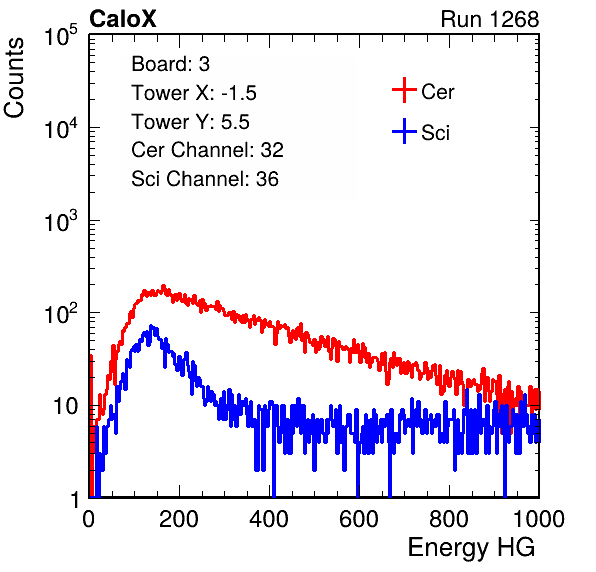 CaloX Run 1268
Counts
10^5
10^4
10^3
10^2
10
1
Board: 3
Tower X: -1.5
Tower Y: 5.5
Cer Channel: 32
Sci Channel: 36
Cer
Sci
0 200 400 600 800 1000
Energy HG